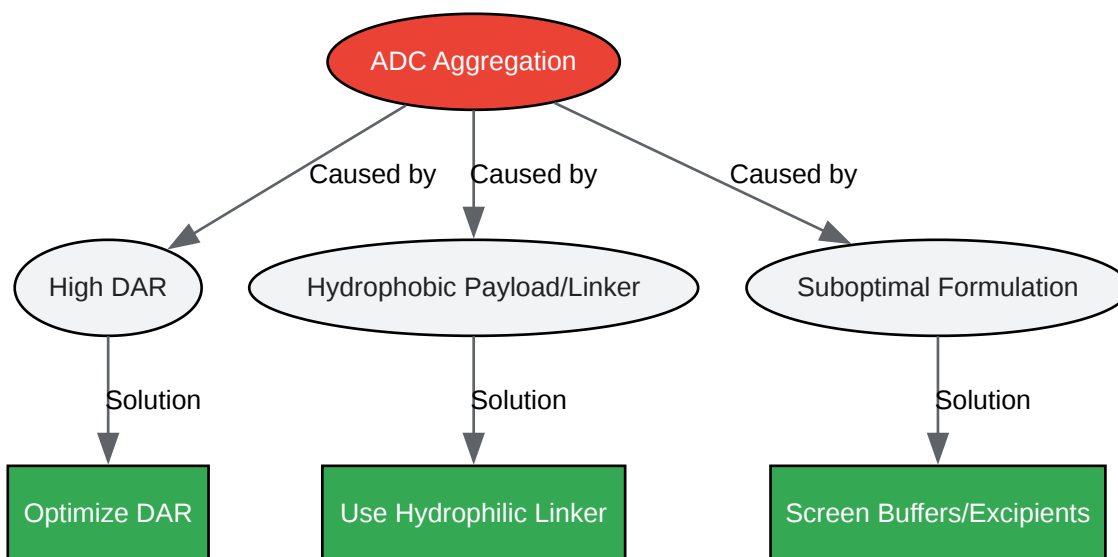 ADC Aggregation
Caused by
Caused by
Caused by
High DAR
Hydrophobic Payload/Linker
Suboptimal Formulation
Solution
Solution
Solution
Optimize DAR
Use Hydrophilic Linker
Screen Buffers/Excipients